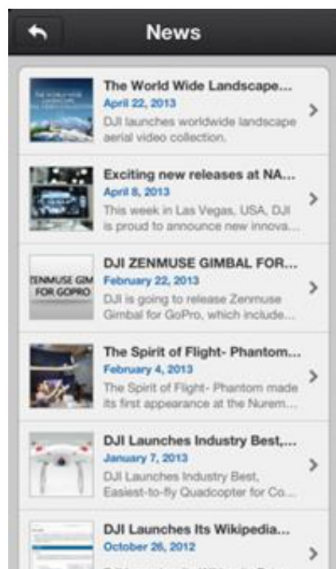 News
The World Wide Landscape...
April 22, 2013
DJI launches worldwide landscape
aerial video collection.
Exciting new releases at NA...
April 8, 2013
This week in Las Vegas, USA, DJI
is proud to announce new innova...
ZENMUSE GIM
FOR GOPRO
DJI ZENMUSE GIMBAL FOR...
February 22, 2013
DJI is going to release Zenmuse
Gimbal for GoPro, which include...
The Spirit of Flight- Phantom...
February 4, 2013
The Spirit of Flight- Phantom made
its first appearance at the Nurem...
DJI Launches Industry Best,...
January 7, 2013
DJI Launches Industry Best,
Easiest-to-fly Quadcopter for Co...
DJI Launches Its Wikipedia...
October 26, 2012